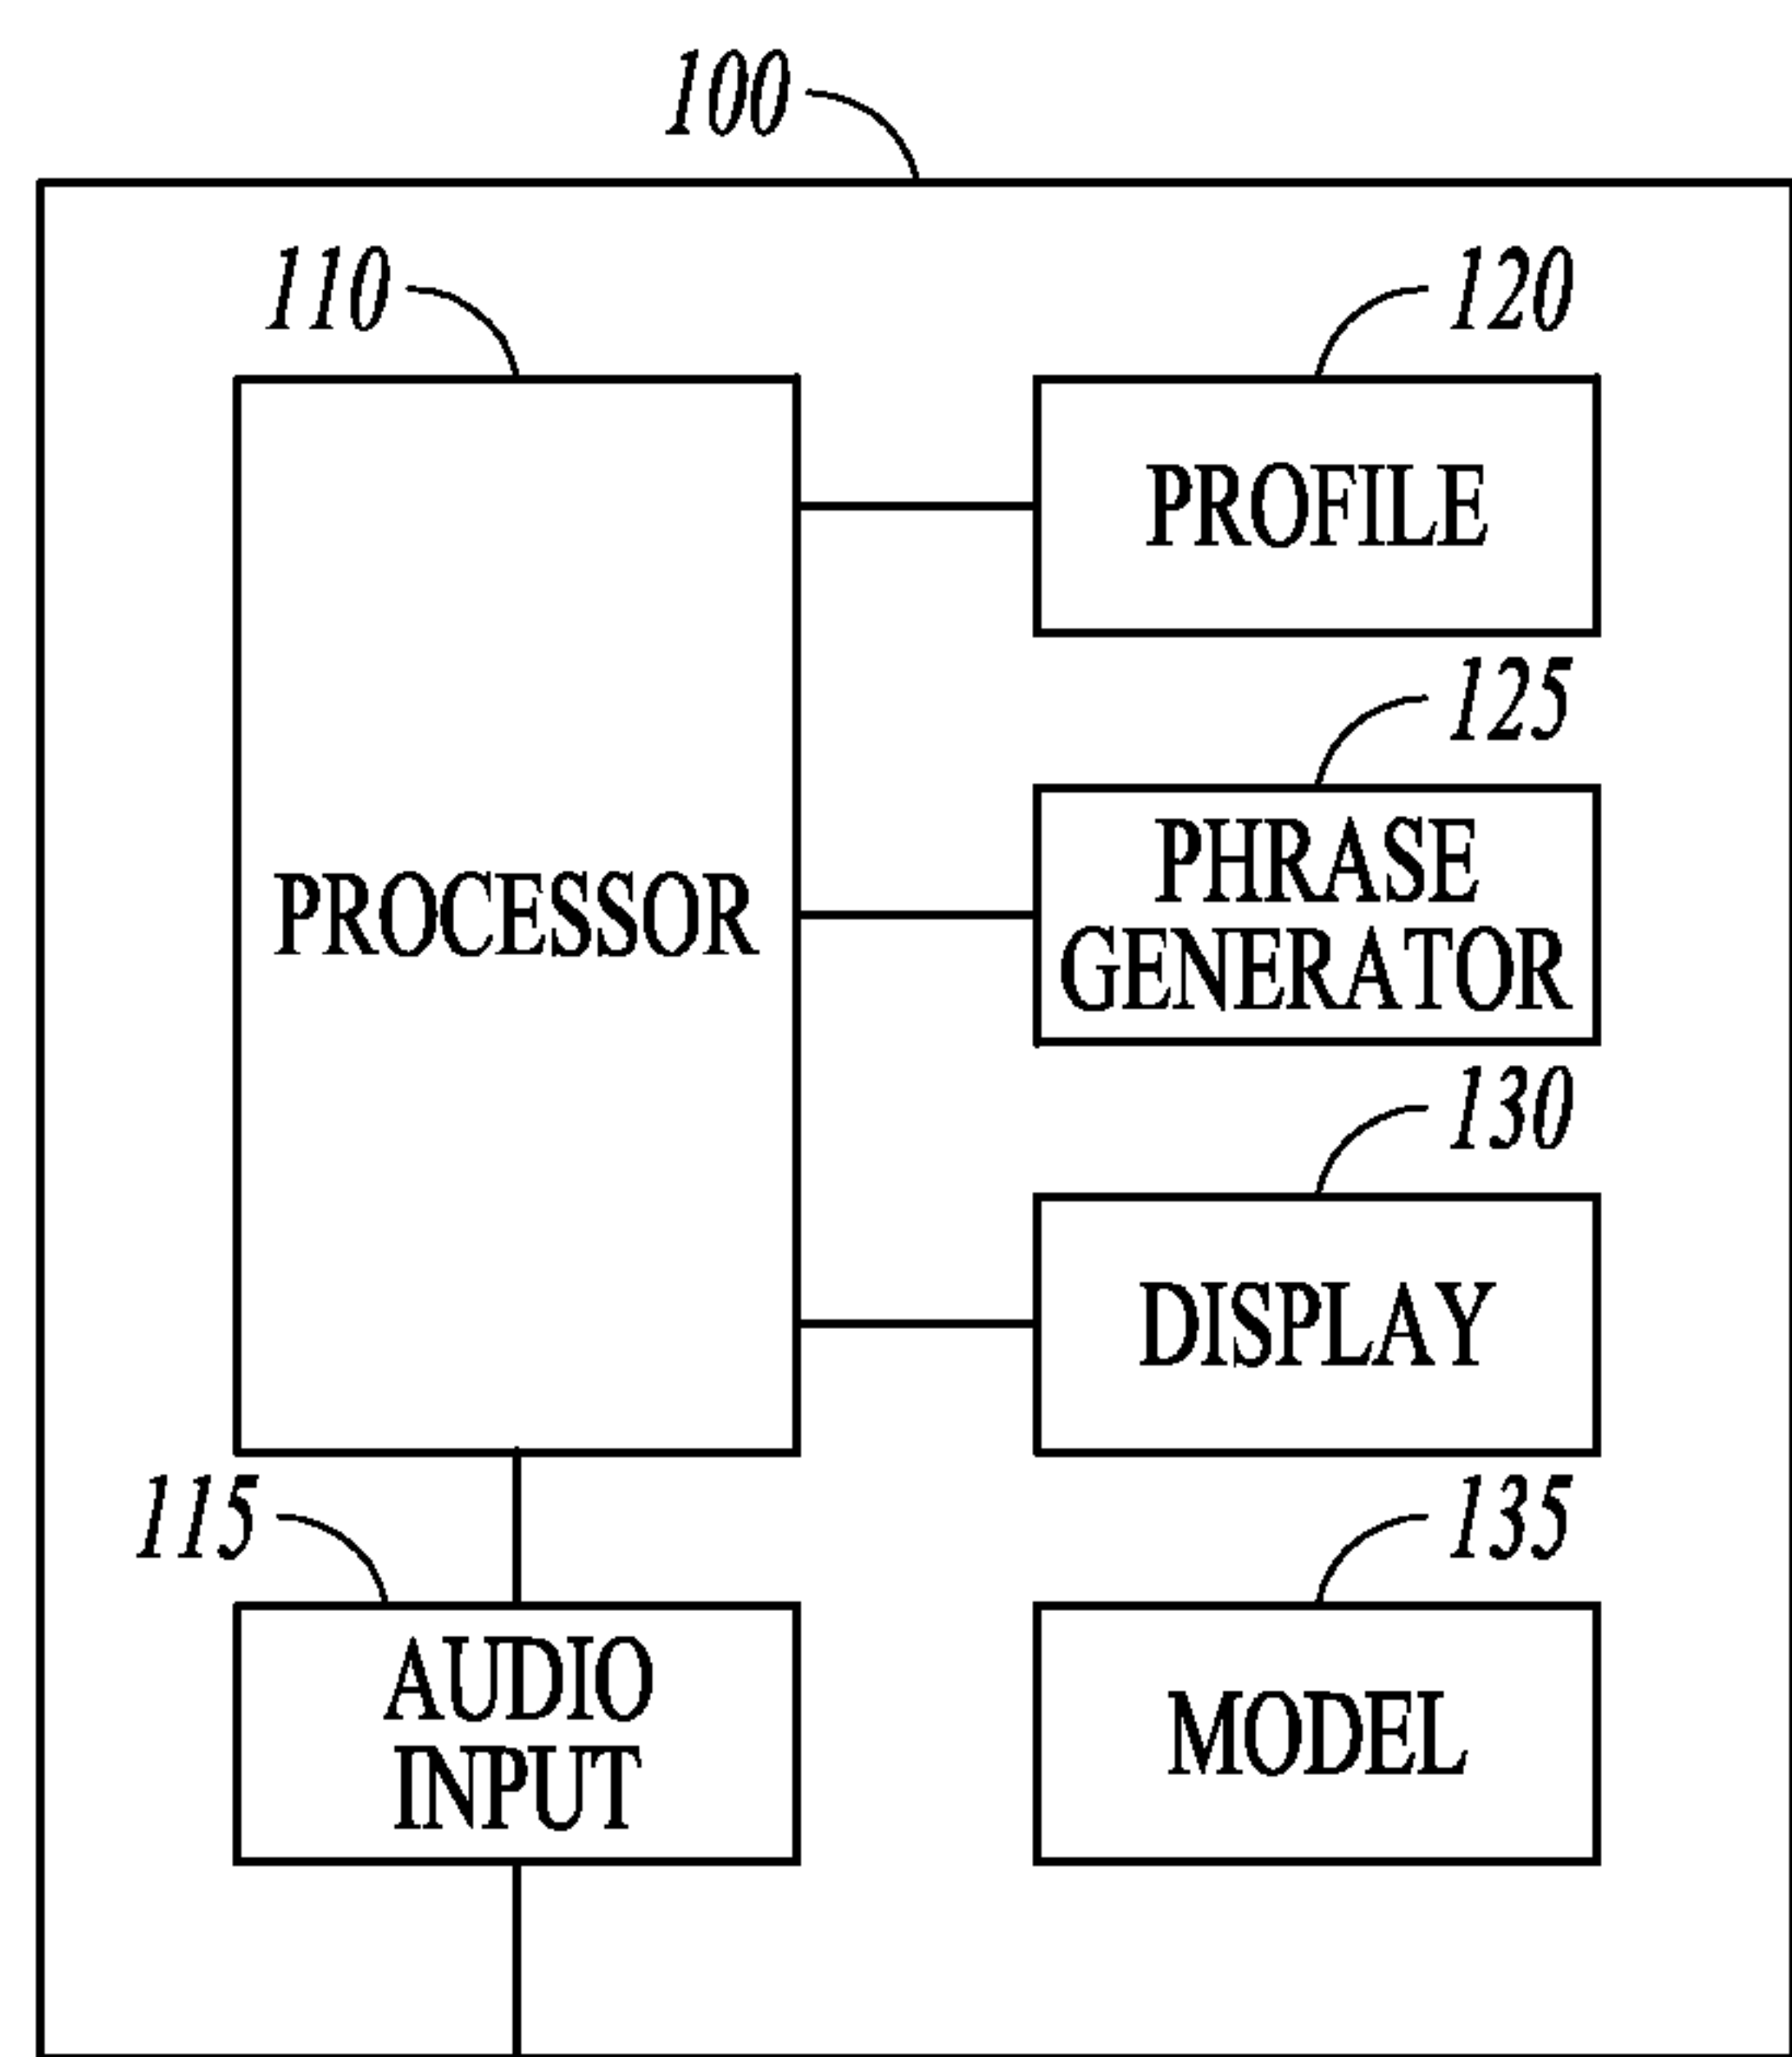 100
110
120
PROFILE
125
PROCESSOR
PHRASE
GENERATOR
130
DISPLAY
115
135
AUDIO
INPUT
MODEL